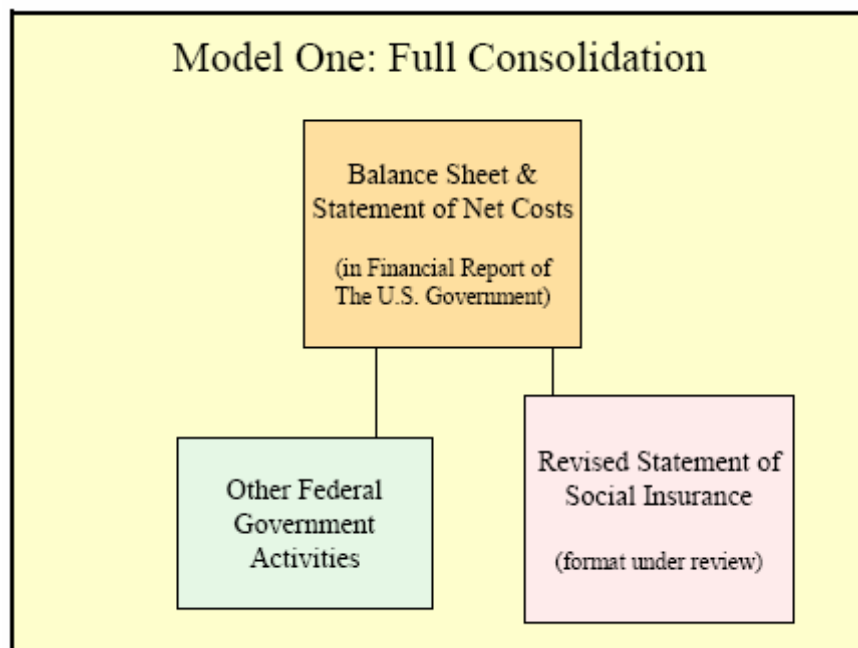 Model One: Full Consolidation
Balance Sheet &
Statement of Net Costs
(in Financial Report of
The U.S. Government)
Other Federal
Government
Activities
Revised Statement of
Social Insurance
(format under review)